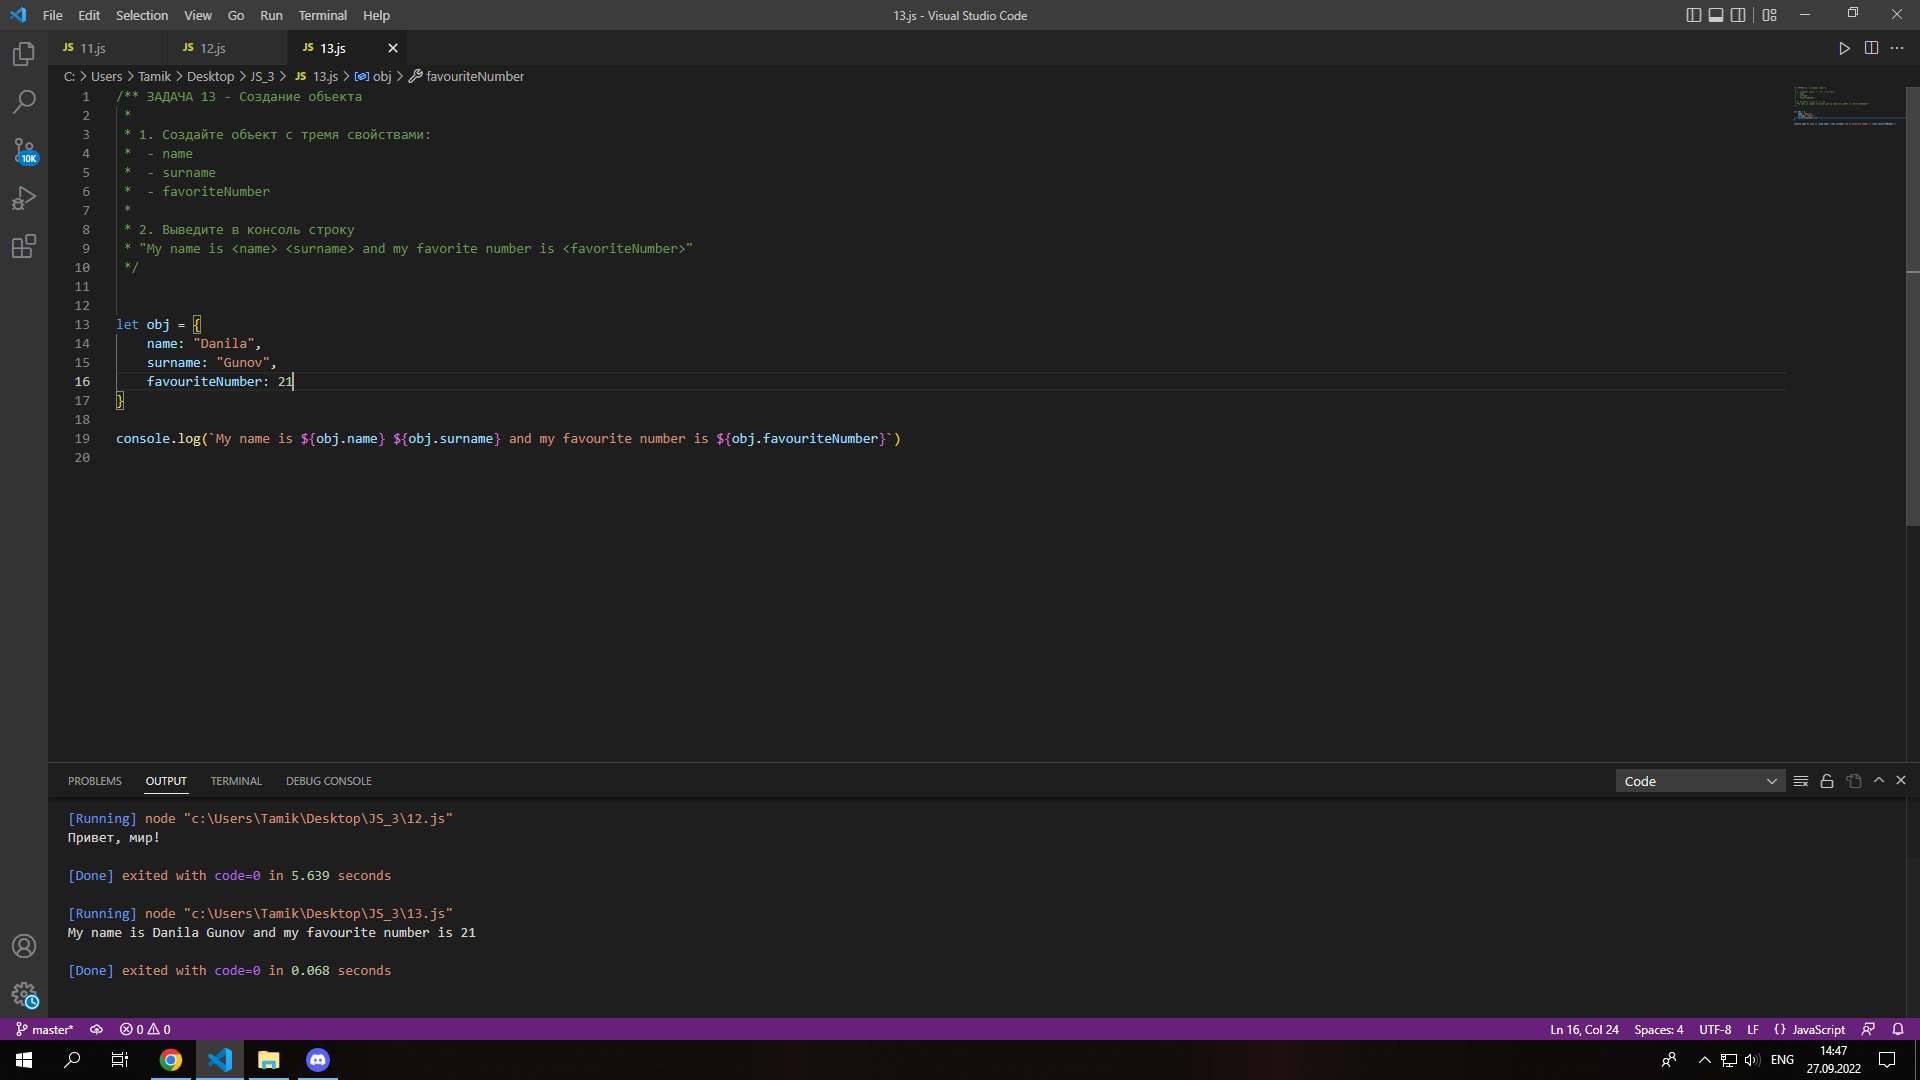 File Edit Selection View Go Run Terminal Help
13.js - Visual Studio Code
JS 11.js
JS 12.js
JS 13.js
C: > Users > Tamik > Desktop > JS_3 > JS 13.js > obj > favouriteNumber
1 /** ЗАДАЧА 13 - Создание объекта
2 *
3 * 1. Создайте объект с тремя свойствами:
4 *  - name
5 *  - surname
6 *  - favoriteNumber
7 *
8 * 2. Выведите в консоль строку
9 * "My name is <name> <surname> and my favorite number is <favoriteNumber>"
10 */
11
12
13 let obj = {
14     name: "Danila",
15     surname: "Gunov",
16     favouriteNumber: 21
17 }
18
19 console.log(`My name is ${obj.name} ${obj.surname} and my favourite number is ${obj.favouriteNumber}`)
20
10K
PROBLEMS OUTPUT TERMINAL DEBUG CONSOLE
Code
[Running] node "c:\Users\Tamik\Desktop\JS_3\12.js"
Привет, мир!
[Done] exited with code=0 in 5.639 seconds
[Running] node "c:\Users\Tamik\Desktop\JS_3\13.js"
My name is Danila Gunov and my favourite number is 21
[Done] exited with code=0 in 0.068 seconds
master* 0 0
Ln 16, Col 24 Spaces: 4 UTF-8 LF {} JavaScript
ENG
14:47
27.09.2022